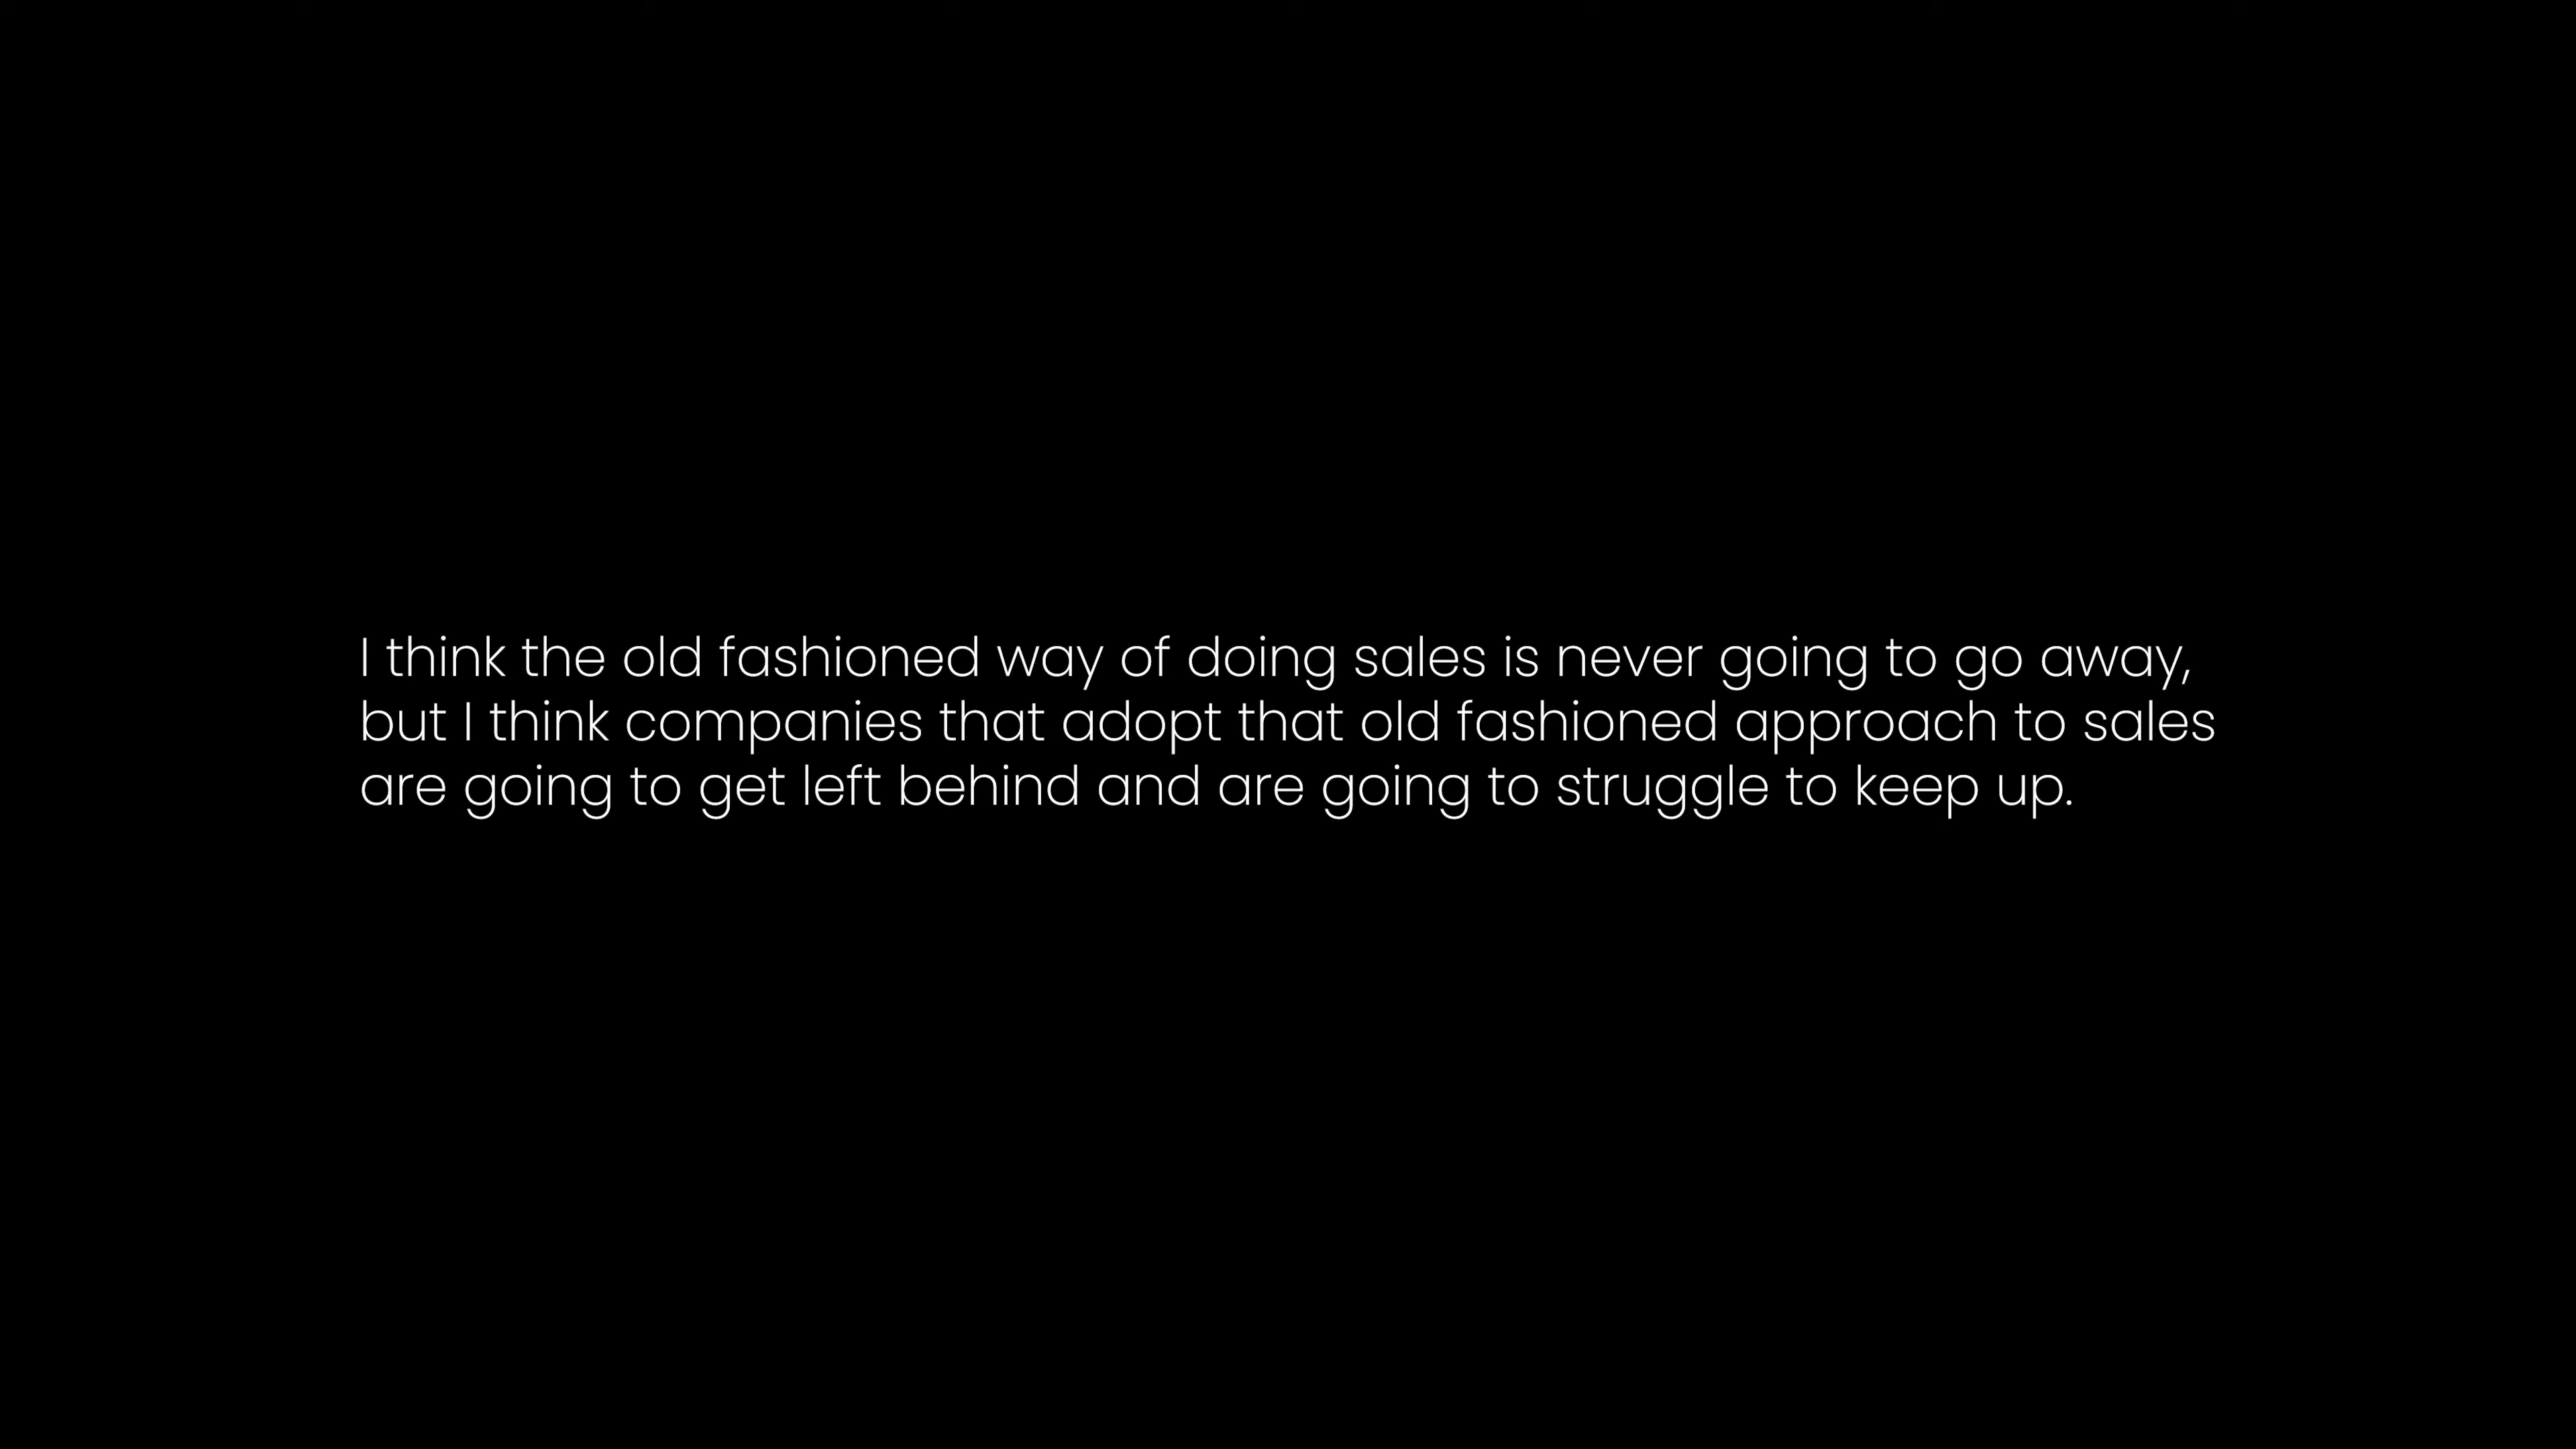 I think the old fashioned way of doing sales is never going to go away,
but I think companies that adopt that old fashioned approach to sales
are going to get left behind and are going to struggle to keep up.